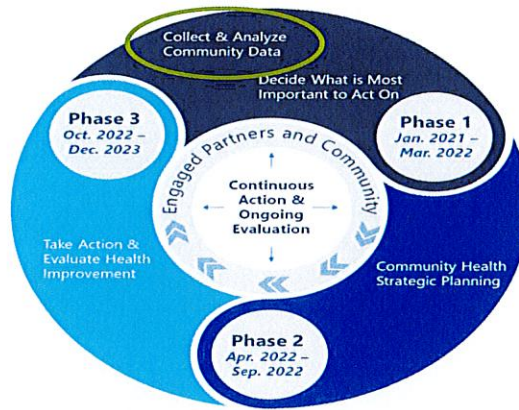 Collect & Analyze
Community Data
Decide What is Most
Important to Act On
Phase 1
Jan. 2021 –
Mar. 2022
Community Health
Strategic Planning
Phase 2
Apr. 2022 –
Sep. 2022
Take Action &
Evaluate Health
Improvement
Phase 3
Oct. 2022 –
Dec. 2023
Engaged Partners and Community
Continuous
Action &
Ongoing
Evaluation